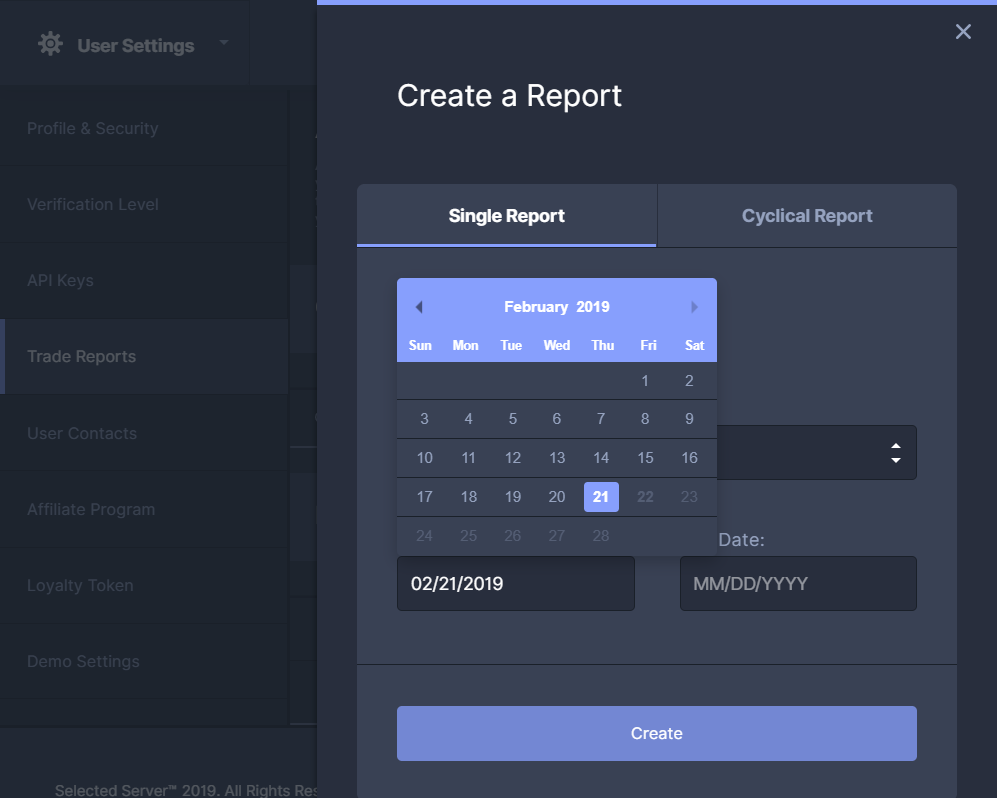 User Settings
Profile & Security
Verification Level
API Keys
Trade Reports
User Contacts
Affiliate Program
Loyalty Token
Demo Settings
Selected Server™ 2019. All Rights
Create a Report
Single Report Cyclical Report
February 2019
Sun Mon Tue Wed Thu Fri Sat
1 2
3 4 5 6 7 8 9
10 11 12 13 14 15 16
17 18 19 20 21 22 23
24 25 26 27 28
Date:
02/21/2019 MM/DD/YYYY
Create